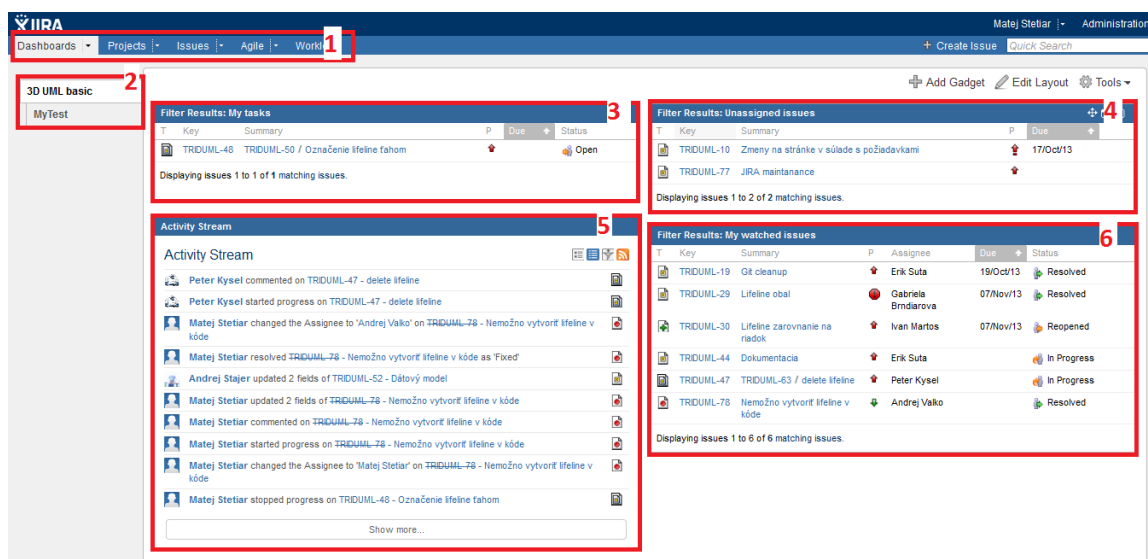 JIRA
Matej Stetiar
Administration
Dashboards Projects Issues Agile
1
Create Issue Quick Search
2
3D UML basic
MyTest
Add Gadget Edit Layout Tools
Filter Results: My tasks
3
T Key Summary P Due Status
TRIDUML-48 TRIDUML-50 / Označenie lifeline ťahom Open
Displaying issues 1 to 1 of 1 matching issues.
Filter Results: Unassigned issues
4
T Key Summary P Due
TRIDUML-10 Zmeny na stránke v súlade s požiadavkami 17/Oct/13
TRIDUML-77 JIRA maintanance
Displaying issues 1 to 2 of 2 matching issues.
Activity Stream
5
Activity Stream
Peter Kysel commented on TRIDUML-47 - delete lifeline
Peter Kysel started progress on TRIDUML-47 - delete lifeline
Matej Stetiar changed the Assignee to 'Andrej Valko' on TRIDUML-78 - Nemožno vytvoriť lifeline v
kóde
Matej Stetiar resolved TRIDUML-78 - Nemožno vytvoriť lifeline v kóde as 'Fixed'
Andrej Stajer updated 2 fields of TRIDUML-52 - Dátový model
Matej Stetiar updated 2 fields of TRIDUML-78 - Nemožno vytvoriť lifeline v kóde
Matej Stetiar commented on TRIDUML-78 - Nemožno vytvoriť lifeline v kóde
Matej Stetiar started progress on TRIDUML-78 - Nemožno vytvoriť lifeline v kóde
Matej Stetiar changed the Assignee to 'Matej Stetiar' on TRIDUML-78 - Nemožno vytvoriť lifeline v
kóde
Matej Stetiar stopped progress on TRIDUML-48 - Označenie lifeline ťahom
Show more...
Filter Results: My watched issues
6
T Key Summary P Assignee Due Status
TRIDUML-19 Git cleanup Erik Suta 19/Oct/13 Resolved
TRIDUML-29 Lifeline obal Gabriela 07/Nov/13 Resolved
Brndiarova
TRIDUML-30 Lifeline zarovnanie na Ivan Martos 07/Nov/13 Reopened
riadok
TRIDUML-44 Dokumentacia Erik Suta In Progress
TRIDUML-47 TRIDUML-63 / delete lifeline Peter Kysel In Progress
TRIDUML-78 Nemožno vytvoriť lifeline v Andrej Valko Resolved
kóde
Displaying issues 1 to 6 of 6 matching issues.